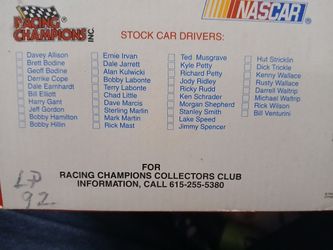 RACING CHAMPIONS INC
NASCAR
STOCK CAR DRIVERS:
Davey Allison
Brett Bodine
Geoff Bodine
Derrike Cope
Dale Earnhardt
Bill Elliott
Harry Gant
Jeff Gordon
Bobby Hamilton
Bobby Hillin
Ernie Irvan
Dale Jarrett
Alan Kulwicki
Bobby Labonte
Terry Labonte
Chad Little
Dave Marcis
Sterling Marlin
Mark Martin
Rick Mast
Ted Musgrave
Kyle Petty
Richard Petty
Jody Ridley
Ricky Rudd
Ken Schrader
Morgan Shepherd
Stanley Smith
Lake Speed
Jimmy Spencer
Hut Stricklin
Dick Trickle
Kenny Wallace
Rusty Wallace
Darrell Waltrip
Michael Waltrip
Rick Wilson
Bill Venturini
FOR
RACING CHAMPIONS COLLECTORS CLUB
INFORMATION, CALL 615-255-5380
LP
92